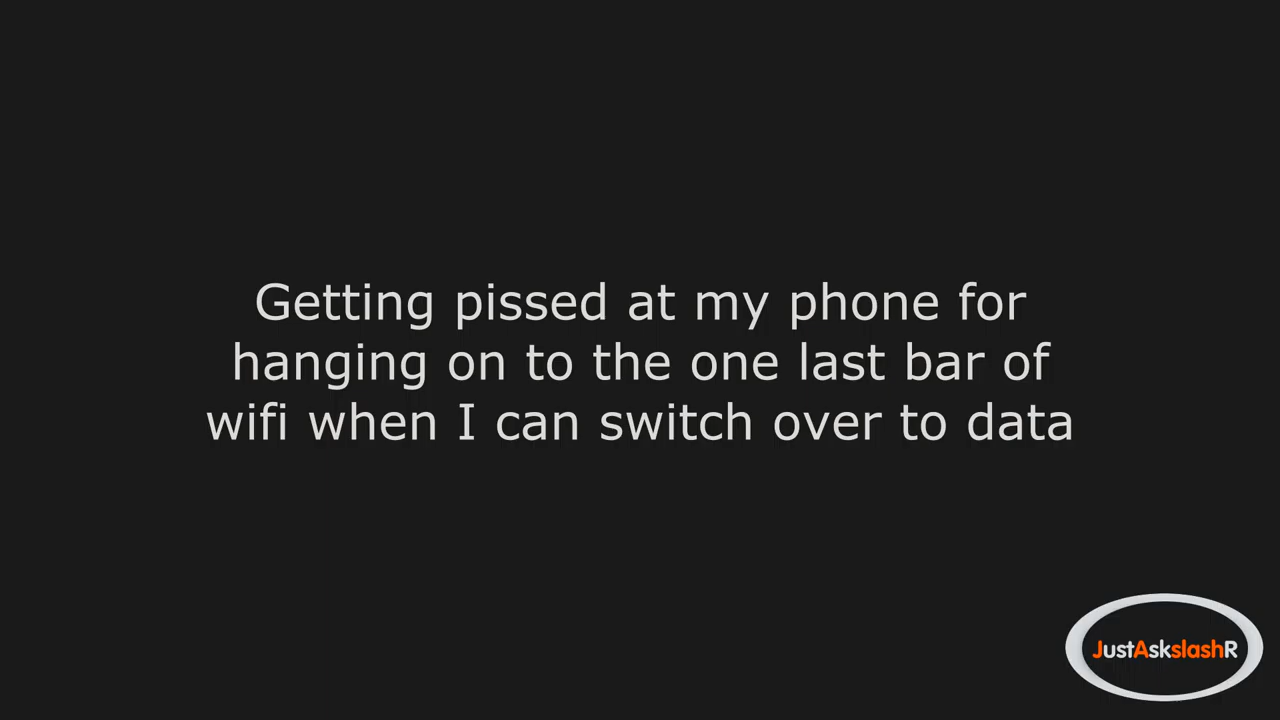 Getting pissed at my phone for
hanging on to the one last bar of
wifi when I can switch over to data
JustAskslashR